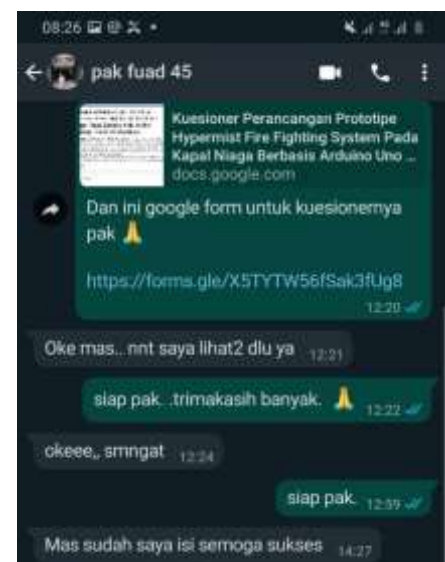 08:26
pak fuad 45
Kuesioner Perancangan Prototipe
Hypermist Fire Fighting System Pada
Kapal Niaga Berbasis Arduino Uno ...
docs.google.com
Dan ini google form untuk kuesionernya
pak 🙏
https://forms.gle/X5TYTW56fSak3fUg8
12:20
Oke mas.. nnt saya lihat2 dlu ya 12:21
siap pak. .trimakasih banyak. 🙏 12:22
okeee,, smngat 12:24
siap pak. 12:59
Mas sudah saya isi semoga sukses 14:27